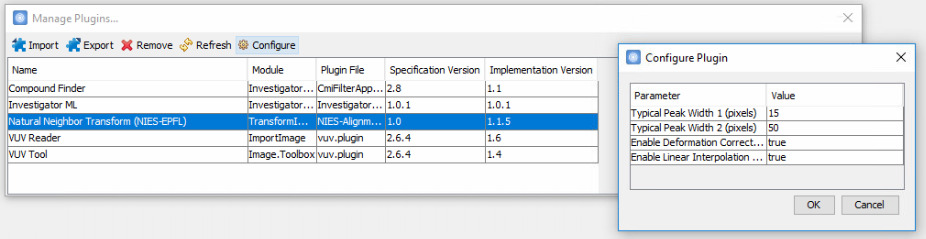 Manage Plugins...
Import Export Remove Refresh Configure
Name Module Plugin File Specification Version Implementation Version
Compound Finder Investigator... CmiFilterApp... 2.8 1.1
Investigator ML Investigator... Investigator... 1.0.1 1.0.1
Natural Neighbor Transform (NIES-EPFL) TransformI... NIES-Alignm... 1.0 1.1.5
VUV Reader ImportImage vuv.plugin 2.6.4 1.6
VUV Tool Image.Toolbox vuv.plugin 2.6.4 1.4
Configure Plugin
Parameter Value
Typical Peak Width 1 (pixels) 15
Typical Peak Width 2 (pixels) 50
Enable Deformation Correct... true
Enable Linear Interpolation ... true
OK Cancel